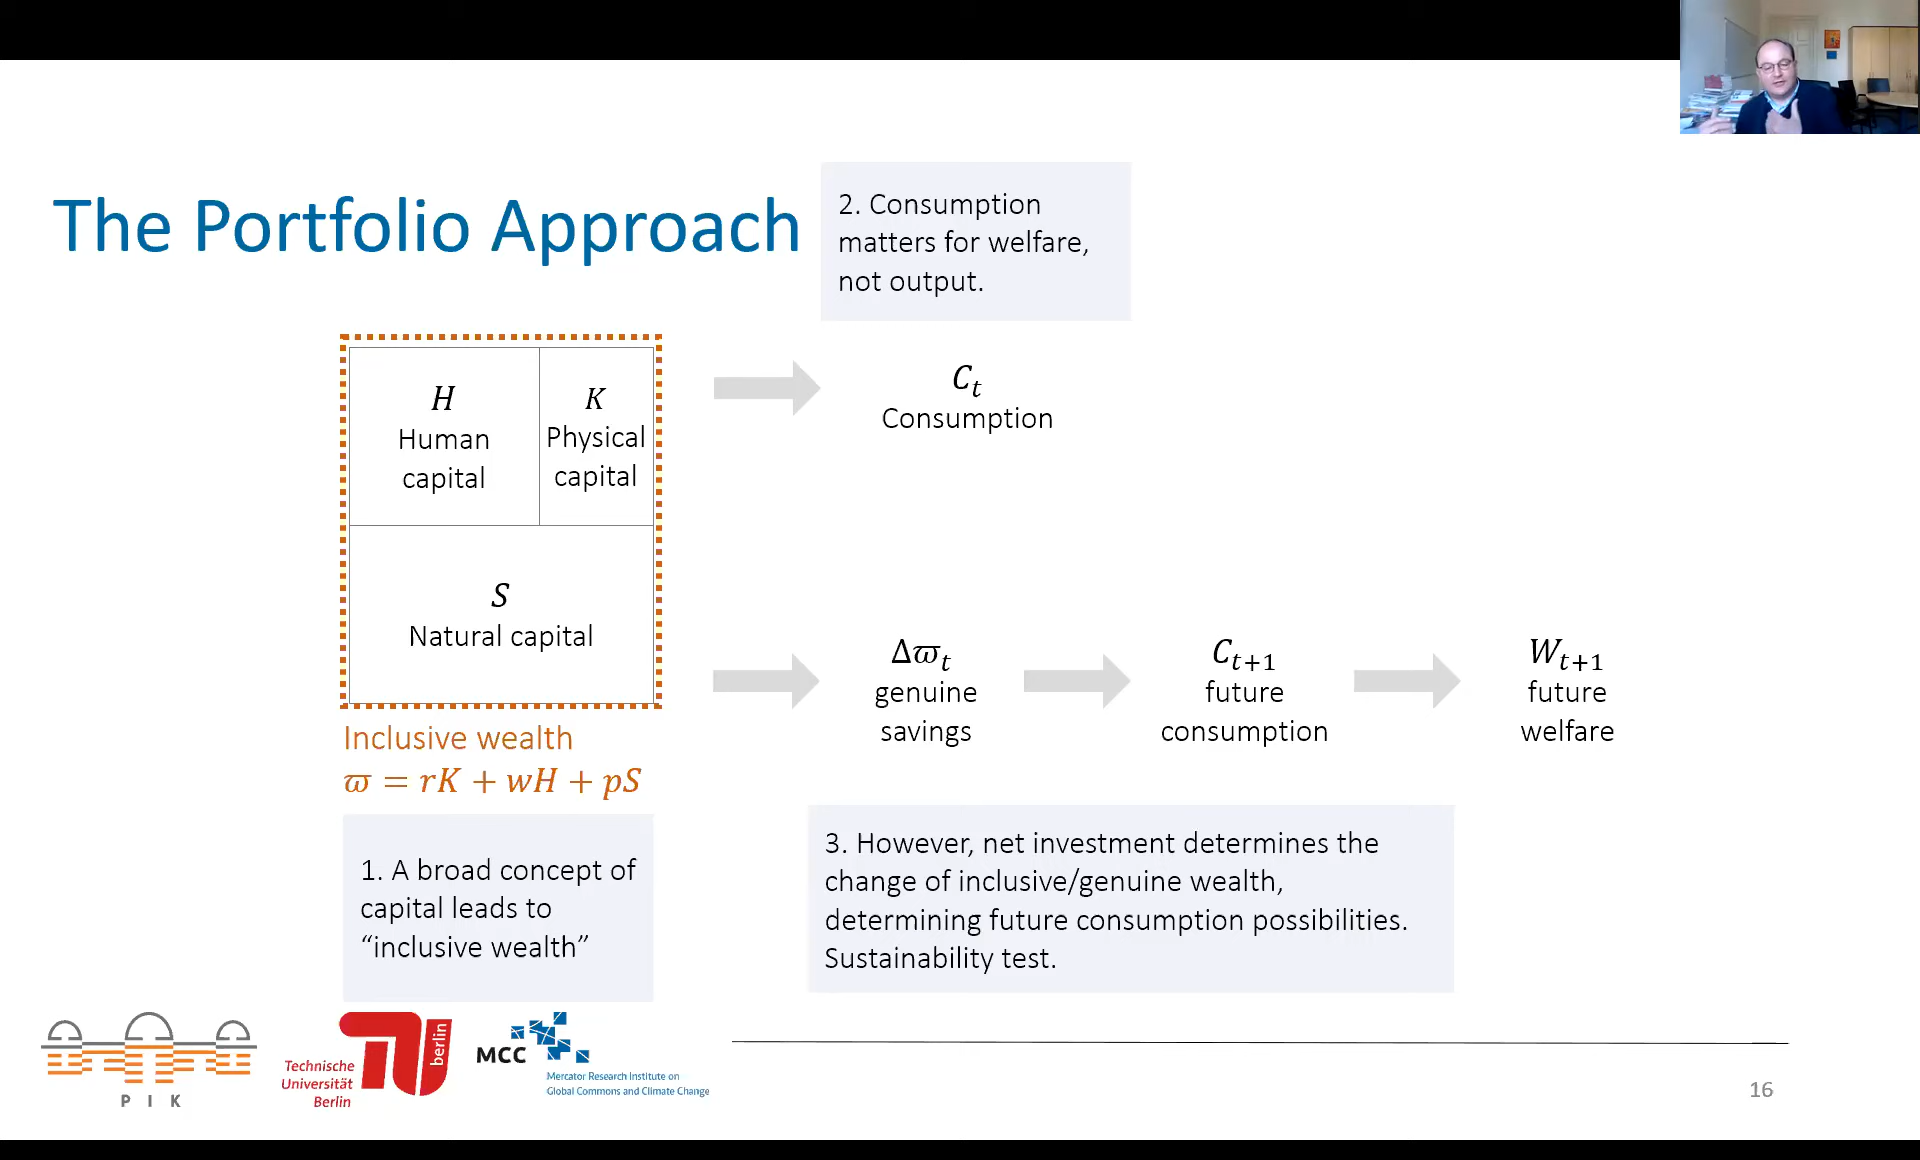 The Portfolio Approach
2. Consumption
matters for welfare,
not output.
H
Human
capital
K
Physical
capital
S
Natural capital
Inclusive wealth
ϖ = rK + wH + pS
1. A broad concept of
capital leads to
“inclusive wealth”
C_t
Consumption
Δϖ_t
genuine
savings
C_{t+1}
future
consumption
W_{t+1}
future
welfare
3. However, net investment determines the
change of inclusive/genuine wealth,
determining future consumption possibilities.
Sustainability test.
P I K
Technische
Universität
Berlin
berlin
MCC
Mercator Research Institute on
Global Commons and Climate Change
16